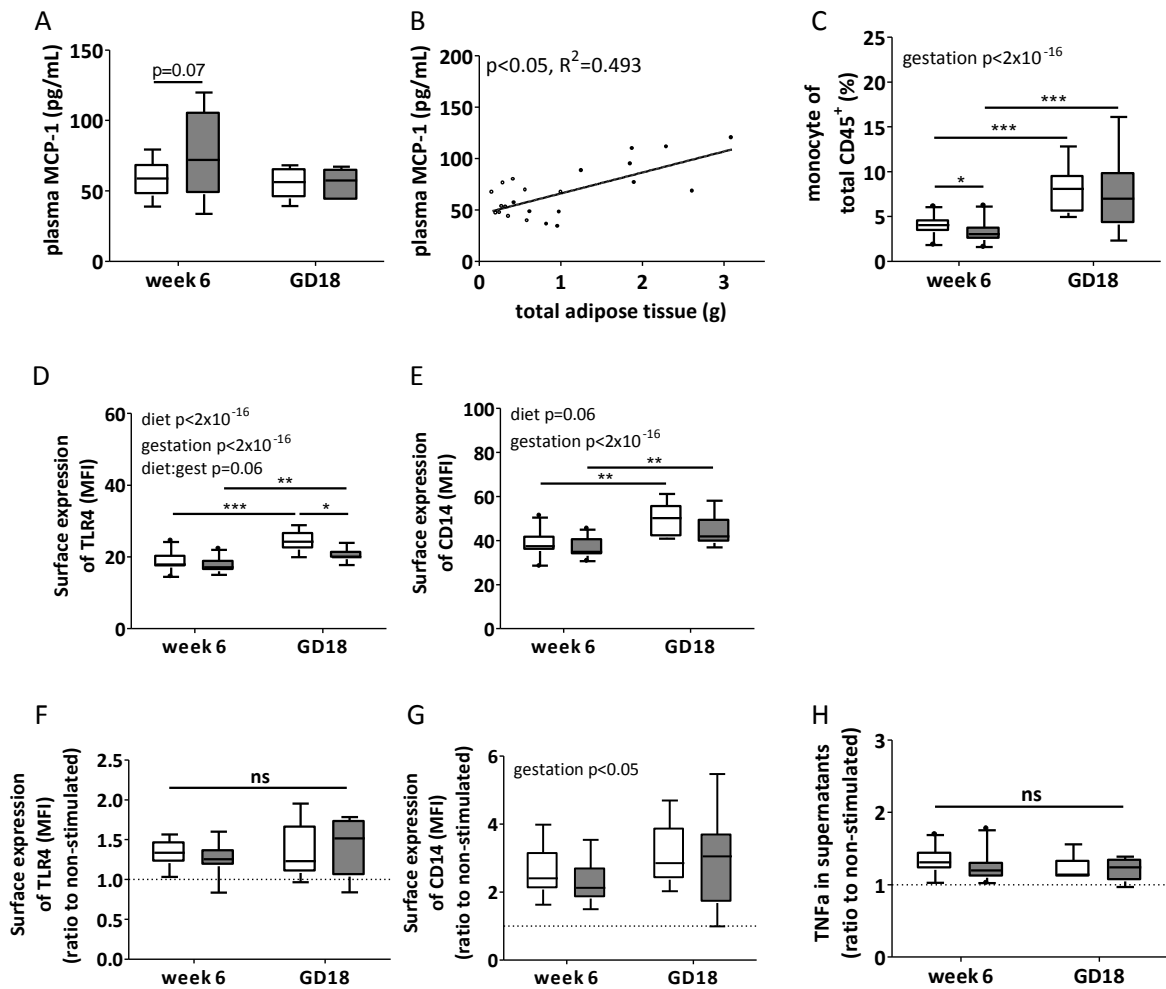 A
plasma MCP-1 (pg/mL)
150
100
50
0
p=0.07
week 6
GD18
B
plasma MCP-1 (pg/mL)
200
150
100
50
0
p<0.05, R²=0.493
0
1
2
3
total adipose tissue (g)
C
monocyte of
total CD45⁺ (%)
25
20
15
10
5
0
gestation p<2x10⁻¹⁶
***
***
*
week 6
GD18
D
Surface expression
of TLR4 (MFI)
60
40
20
0
diet p<2x10⁻¹⁶
gestation p<2x10⁻¹⁶
diet:gest p=0.06
**
***
*
week 6
GD18
E
Surface expression
of CD14 (MFI)
100
80
60
40
20
0
diet p=0.06
gestation p<2x10⁻¹⁶
**
**
week 6
GD18
F
Surface expression
of TLR4 (MFI)
(ratio to non-stimulated)
2.5
2.0
1.5
1.0
0.5
0.0
ns
week 6
GD18
G
Surface expression
of CD14 (MFI)
(ratio to non-stimulated)
6
4
2
0
gestation p<0.05
week 6
GD18
H
TNFa in supernatants
(ratio to non-stimulated)
3
2
1
0
ns
week 6
GD18